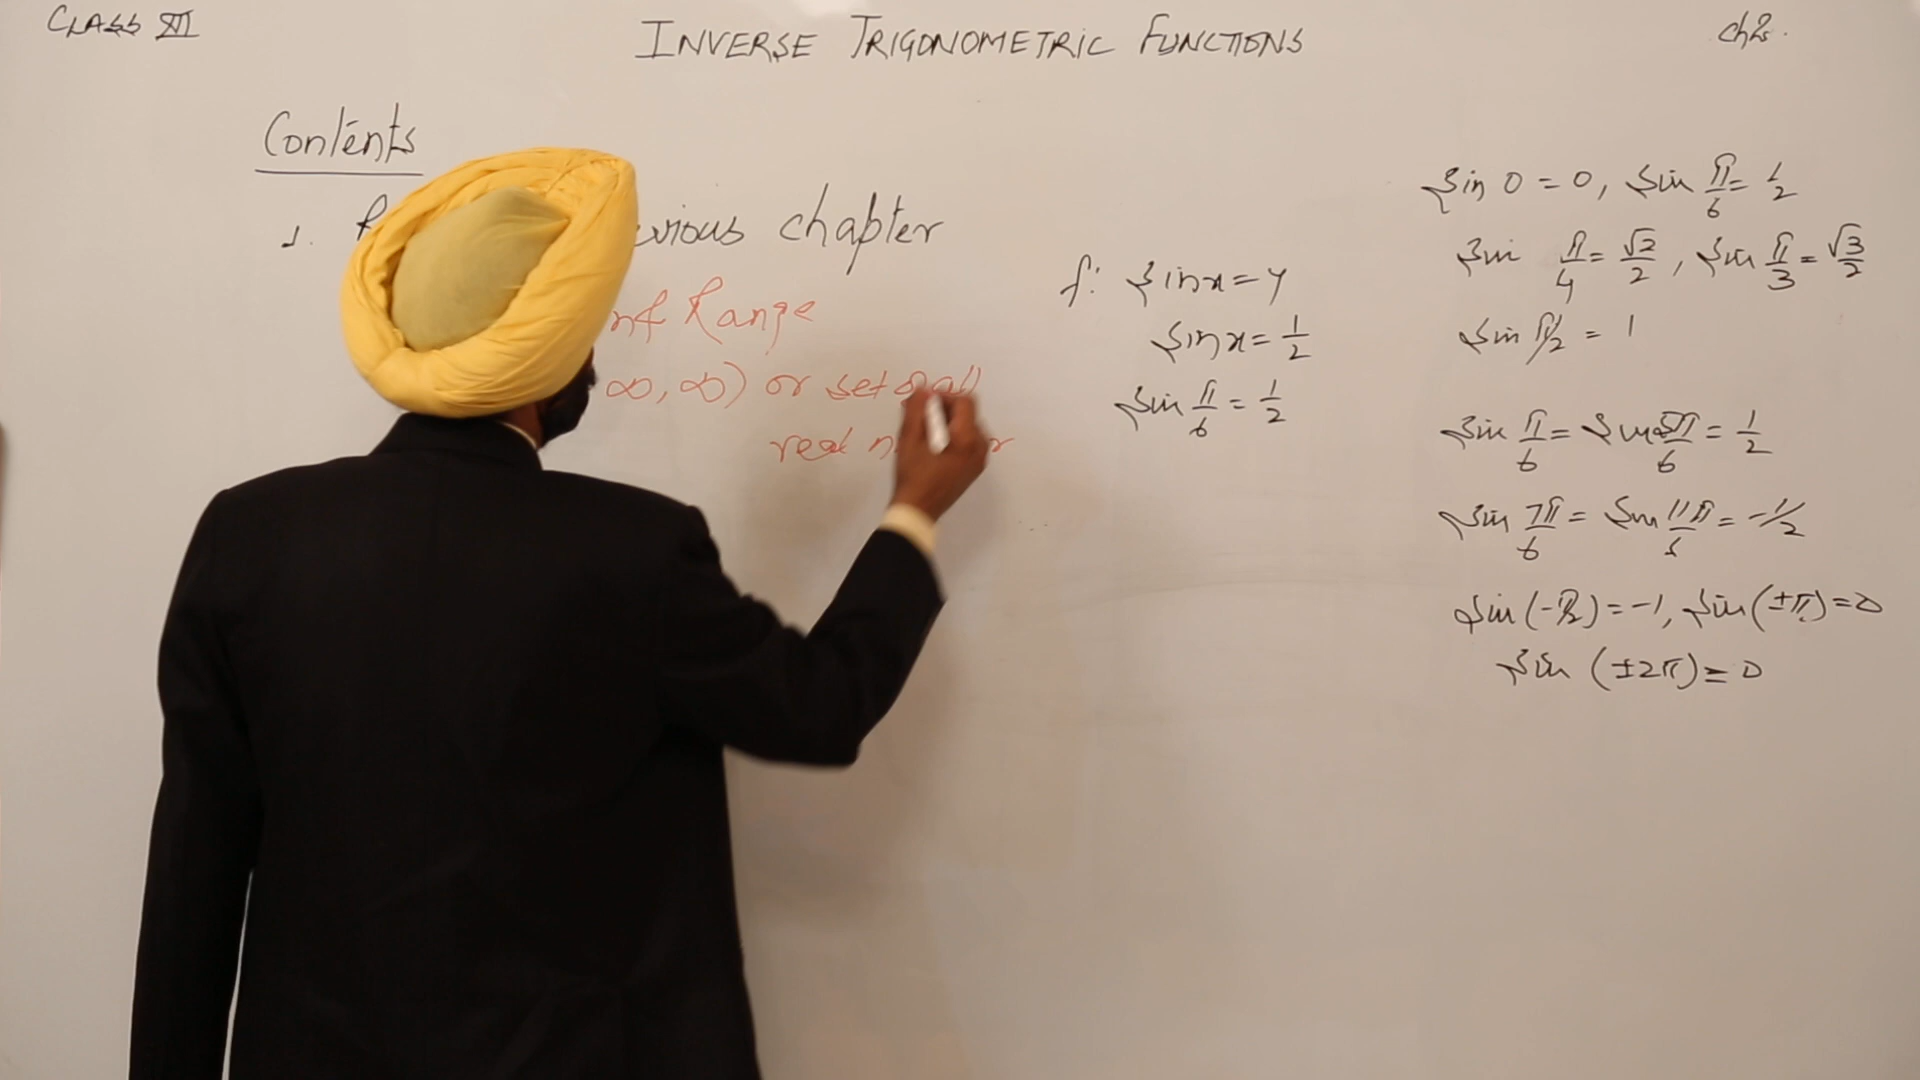 CLASS XII
INVERSE TRIGONOMETRIC FUNCTIONS
ch2.
Contents
1.
chapter
Range
∞, ∞) or set of all
real
f: sin x = y
sin x = 1/2
sin π/6 = 1/2
sin 0 = 0, sin π/6 = 1/2
sin π/4 = √2/2, sin π/3 = √3/2
sin π/2 = 1
sin π/6 = sin 5π/6 = 1/2
sin 7π/6 = sin 11π/6 = -1/2
sin (-π/2) = -1, sin (±π) = 0
sin (±2π) = 0